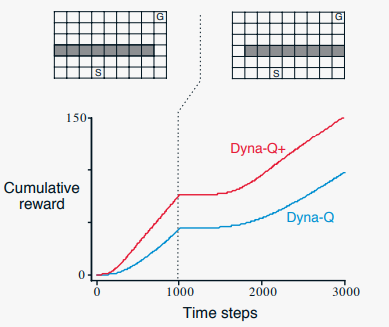 G
G
S
S
150
Dyna-Q+
Cumulative
reward
Dyna-Q
0
0
1000
2000
3000
Time steps